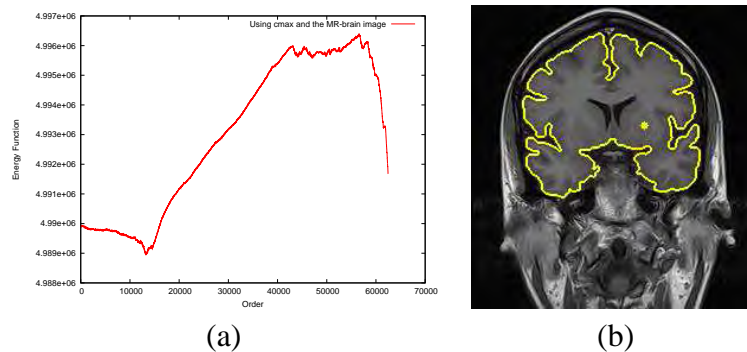 4.997e+06
Using cmax and the MR-brain image
4.996e+06
4.995e+06
4.994e+06
4.993e+06
4.992e+06
4.991e+06
4.99e+06
4.989e+06
4.988e+06
Energy Function
0 10000 20000 30000 40000 50000 60000 70000
Order
(a) (b)